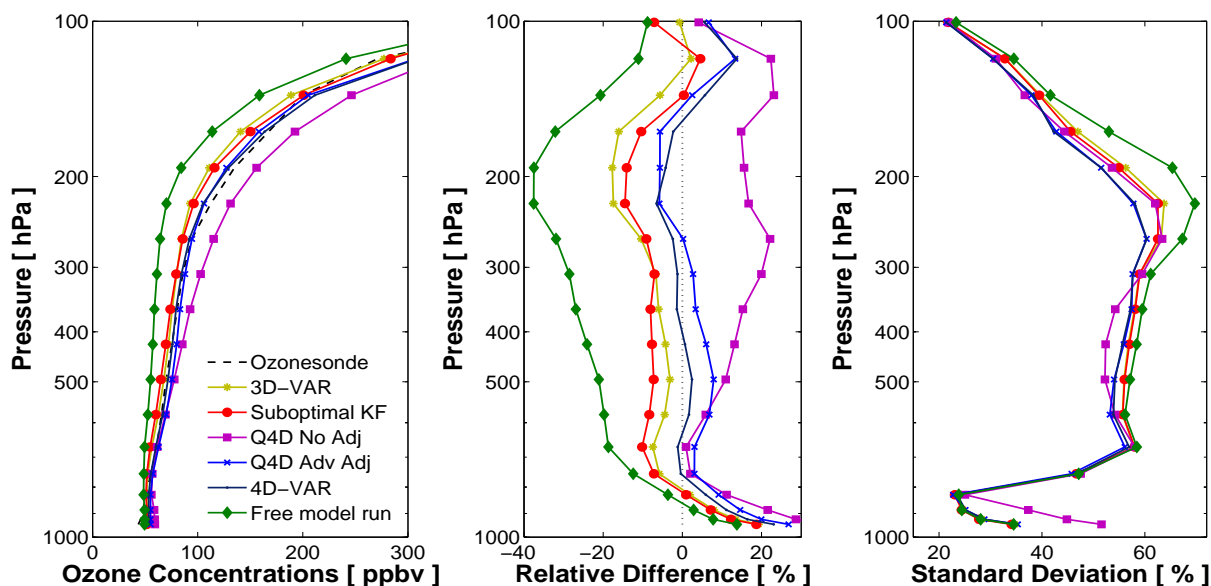 100
200
300
400
500
1000
0
100
200
300
Pressure [ hPa]
Ozone Concentrations [ ppbv ]
Ozonesonde
3D−VAR
Suboptimal KF
Q4D No Adj
Q4D Adv Adj
4D−VAR
Free model run
100
200
300
400
500
1000
−40
−20
0
20
Pressure [ hPa]
Relative Difference [ % ]
100
200
300
400
500
1000
20
40
60
Pressure [ hPa]
Standard Deviation [ % ]